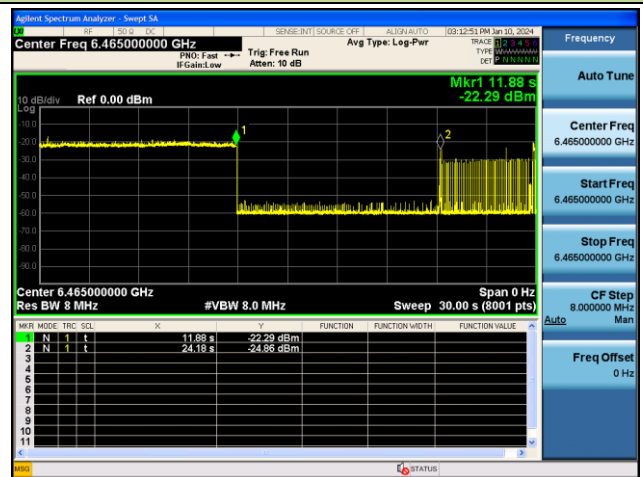 Agilent Spectrum Analyzer - Swept SA
RF 50 Ω DC SENSE:INT SOURCE OFF ALIGN AUTO 03:12:51 PM Jan 10, 2024
Center Freq 6.465000000 GHz
PNO: Fast
IFGain:Low
Trig: Free Run
Atten: 10 dB
Avg Type: Log-Pwr
TRACE 1 2 3 4 5 6
TYPE
DET P N N N N N
Mkr1 11.88 s
-22.29 dBm
10 dB/div Ref 0.00 dBm
Log
-10.0
-20.0
-30.0
-40.0
-50.0
-60.0
-70.0
-80.0
-90.0
1
2
Center 6.465000000 GHz Span 0 Hz
Res BW 8 MHz #VBW 8.0 MHz Sweep 30.00 s (8001 pts)
MKR MODE TRC SCL X Y FUNCTION FUNCTION WIDTH FUNCTION VALUE
1 N 1 t 11.88 s -22.29 dBm
2 N 1 t 24.18 s -24.86 dBm
3
4
5
6
7
8
9
10
11
MSG STATUS
Frequency
Auto Tune
Center Freq
6.465000000 GHz
Start Freq
6.465000000 GHz
Stop Freq
6.465000000 GHz
CF Step
8.000000 MHz
Auto Man
Freq Offset
0 Hz